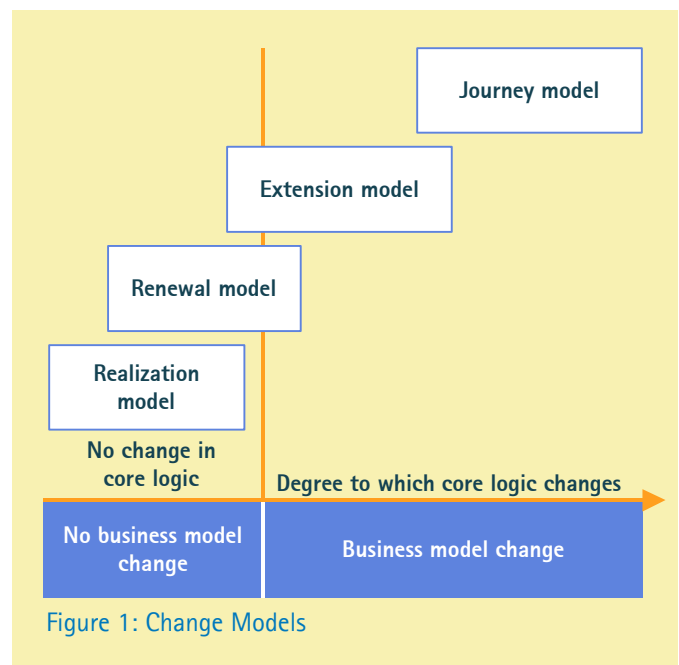 Journey model
Extension model
Renewal model
Realization
model
No change in
core logic
Degree to which core logic changes
No business model
change
Business model change
Figure 1: Change Models